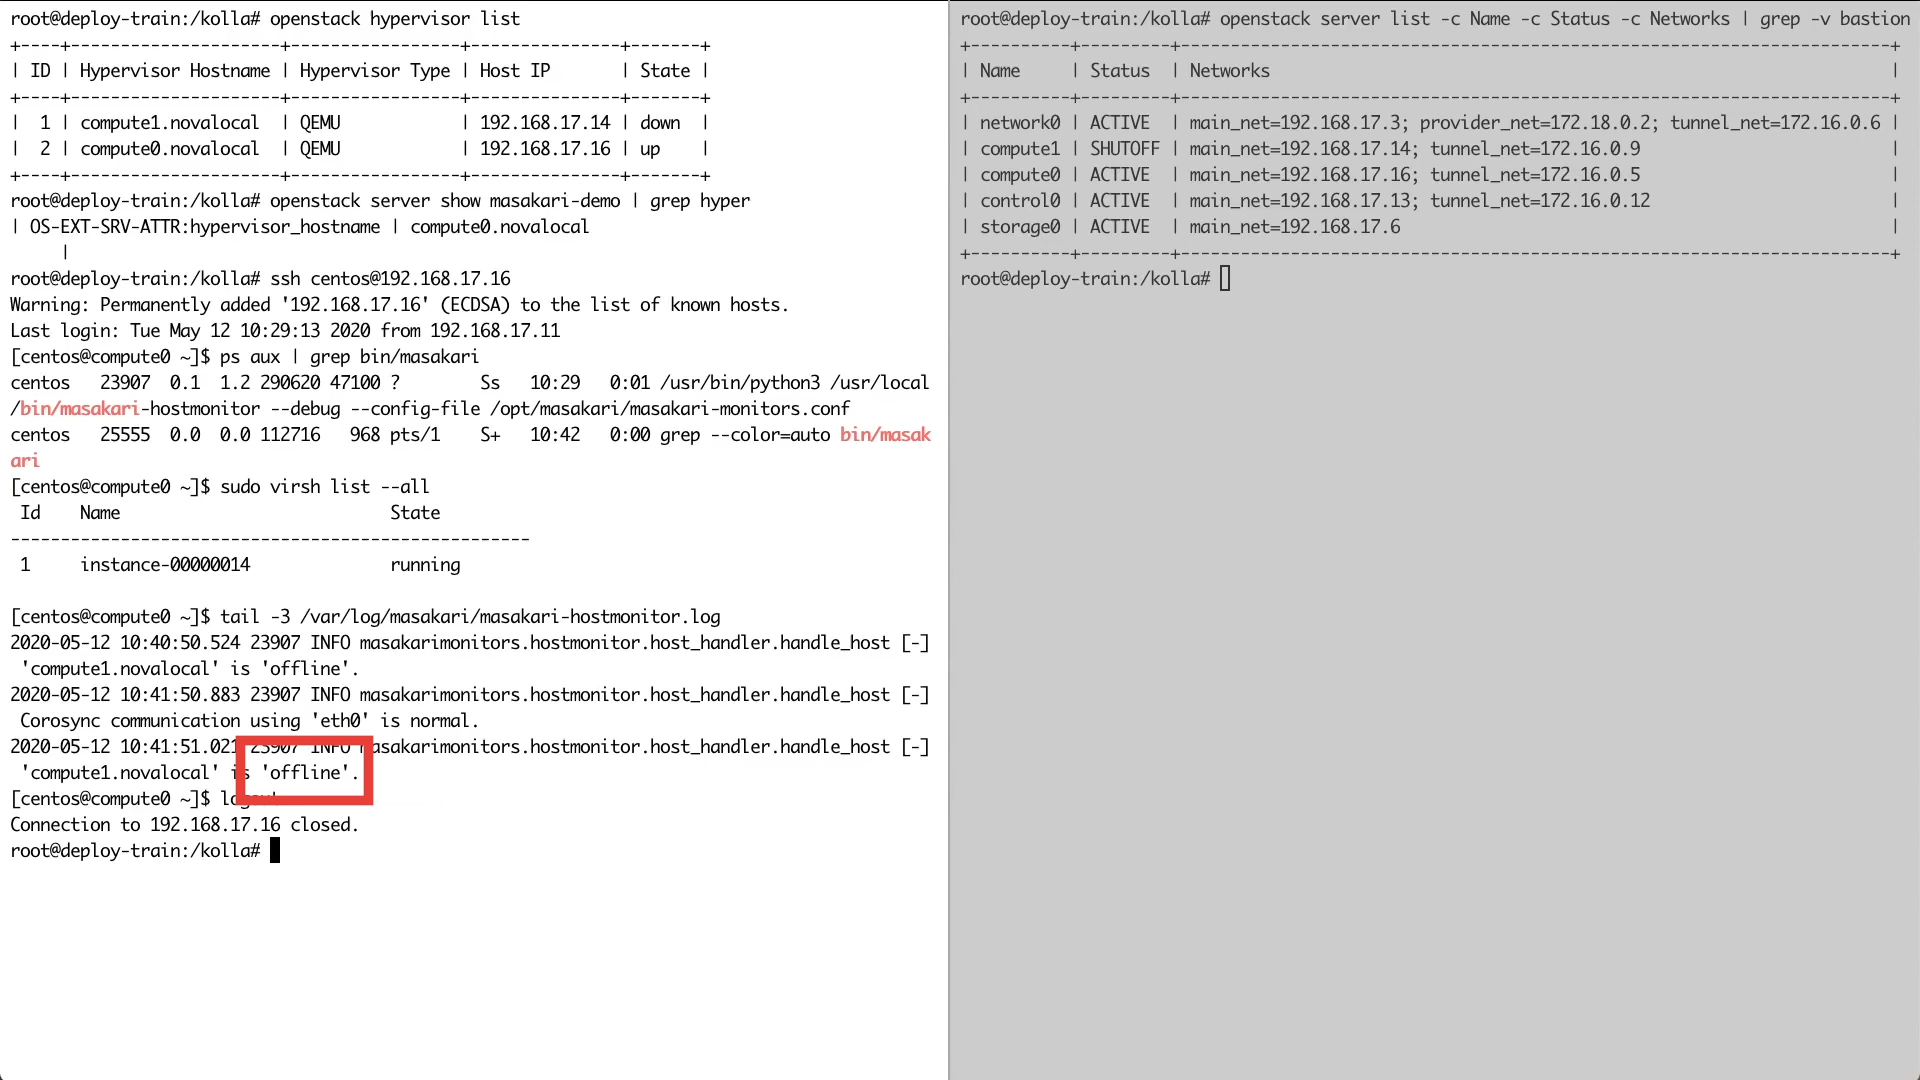 root@deploy-train:/kolla# openstack hypervisor list
+----+---------------------+-----------------+---------------+-------+
| ID | Hypervisor Hostname | Hypervisor Type | Host IP       | State |
+----+---------------------+-----------------+---------------+-------+
|  1 | compute1.novalocal  | QEMU            | 192.168.17.14 | down  |
|  2 | compute0.novalocal  | QEMU            | 192.168.17.16 | up    |
+----+---------------------+-----------------+---------------+-------+
root@deploy-train:/kolla# openstack server show masakari-demo | grep hyper
| OS-EXT-SRV-ATTR:hypervisor_hostname | compute0.novalocal
     |
root@deploy-train:/kolla# ssh centos@192.168.17.16
Warning: Permanently added '192.168.17.16' (ECDSA) to the list of known hosts.
Last login: Tue May 12 10:29:13 2020 from 192.168.17.11
[centos@compute0 ~]$ ps aux | grep bin/masakari
centos   23907  0.1  1.2 290620 47100 ?        Ss   10:29   0:01 /usr/bin/python3 /usr/local
/bin/masakari-hostmonitor --debug --config-file /opt/masakari/masakari-monitors.conf
centos   25555  0.0  0.0 112716   968 pts/1    S+   10:42   0:00 grep --color=auto bin/masak
ari
[centos@compute0 ~]$ sudo virsh list --all
 Id    Name                           State
----------------------------------------------------
 1     instance-00000014              running
[centos@compute0 ~]$ tail -3 /var/log/masakari/masakari-hostmonitor.log
2020-05-12 10:40:50.524 23907 INFO masakarimonitors.hostmonitor.host_handler.handle_host [-]
 'compute1.novalocal' is 'offline'.
2020-05-12 10:41:50.883 23907 INFO masakarimonitors.hostmonitor.host_handler.handle_host [-]
 Corosync communication using 'eth0' is normal.
2020-05-12 10:41:51.021 23907 INFO masakarimonitors.hostmonitor.host_handler.handle_host [-]
 'compute1.novalocal' is 'offline'.
[centos@compute0 ~]$ logout
Connection to 192.168.17.16 closed.
root@deploy-train:/kolla#
root@deploy-train:/kolla# openstack server list -c Name -c Status -c Networks | grep -v bastion
+----------+---------+-----------------------------------------------------------------------+
| Name     | Status  | Networks                                                              |
+----------+---------+-----------------------------------------------------------------------+
| network0 | ACTIVE  | main_net=192.168.17.3; provider_net=172.18.0.2; tunnel_net=172.16.0.6 |
| compute1 | SHUTOFF | main_net=192.168.17.14; tunnel_net=172.16.0.9                         |
| compute0 | ACTIVE  | main_net=192.168.17.16; tunnel_net=172.16.0.5                         |
| control0 | ACTIVE  | main_net=192.168.17.13; tunnel_net=172.16.0.12                        |
| storage0 | ACTIVE  | main_net=192.168.17.6                                                 |
+----------+---------+-----------------------------------------------------------------------+
root@deploy-train:/kolla#